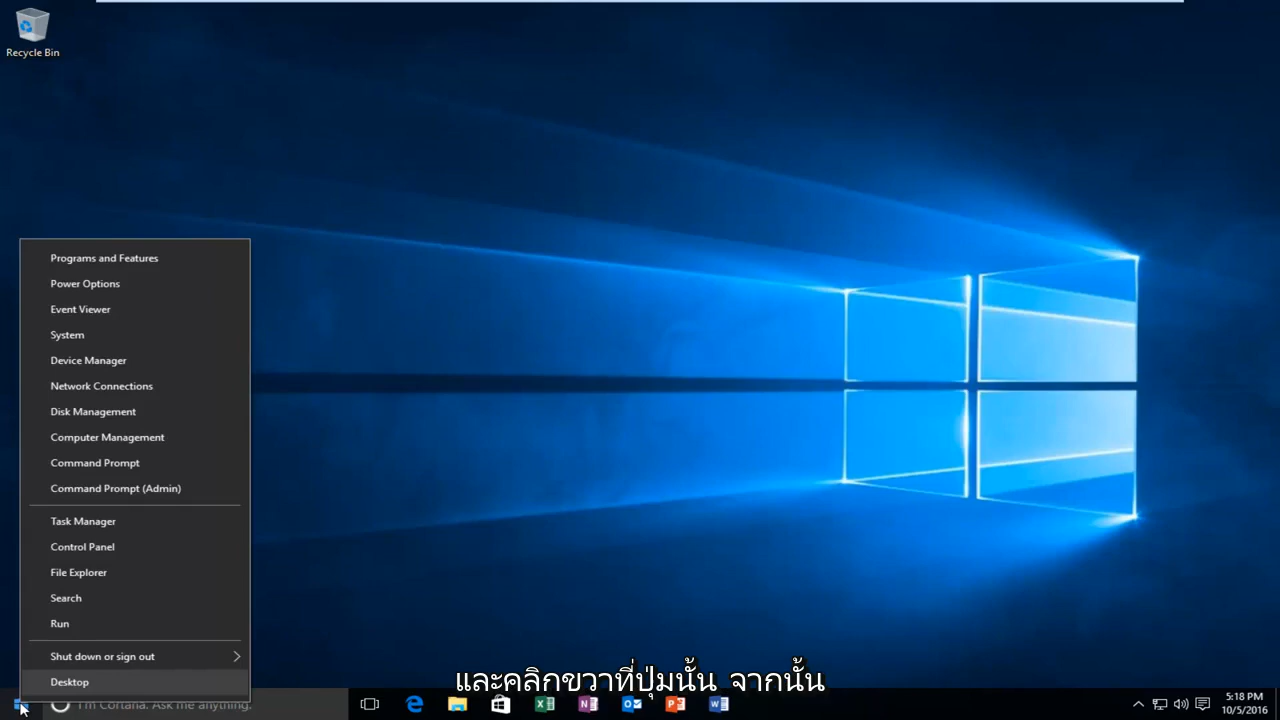 Recycle Bin
Programs and Features
Power Options
Event Viewer
System
Device Manager
Network Connections
Disk Management
Computer Management
Command Prompt
Command Prompt (Admin)
Task Manager
Control Panel
File Explorer
Search
Run
Shut down or sign out
Desktop
และคลิกขวาที่ปุ่มนั้น จากนั้น
I'm Cortana. Ask me anything.
5:18 PM
10/5/2016